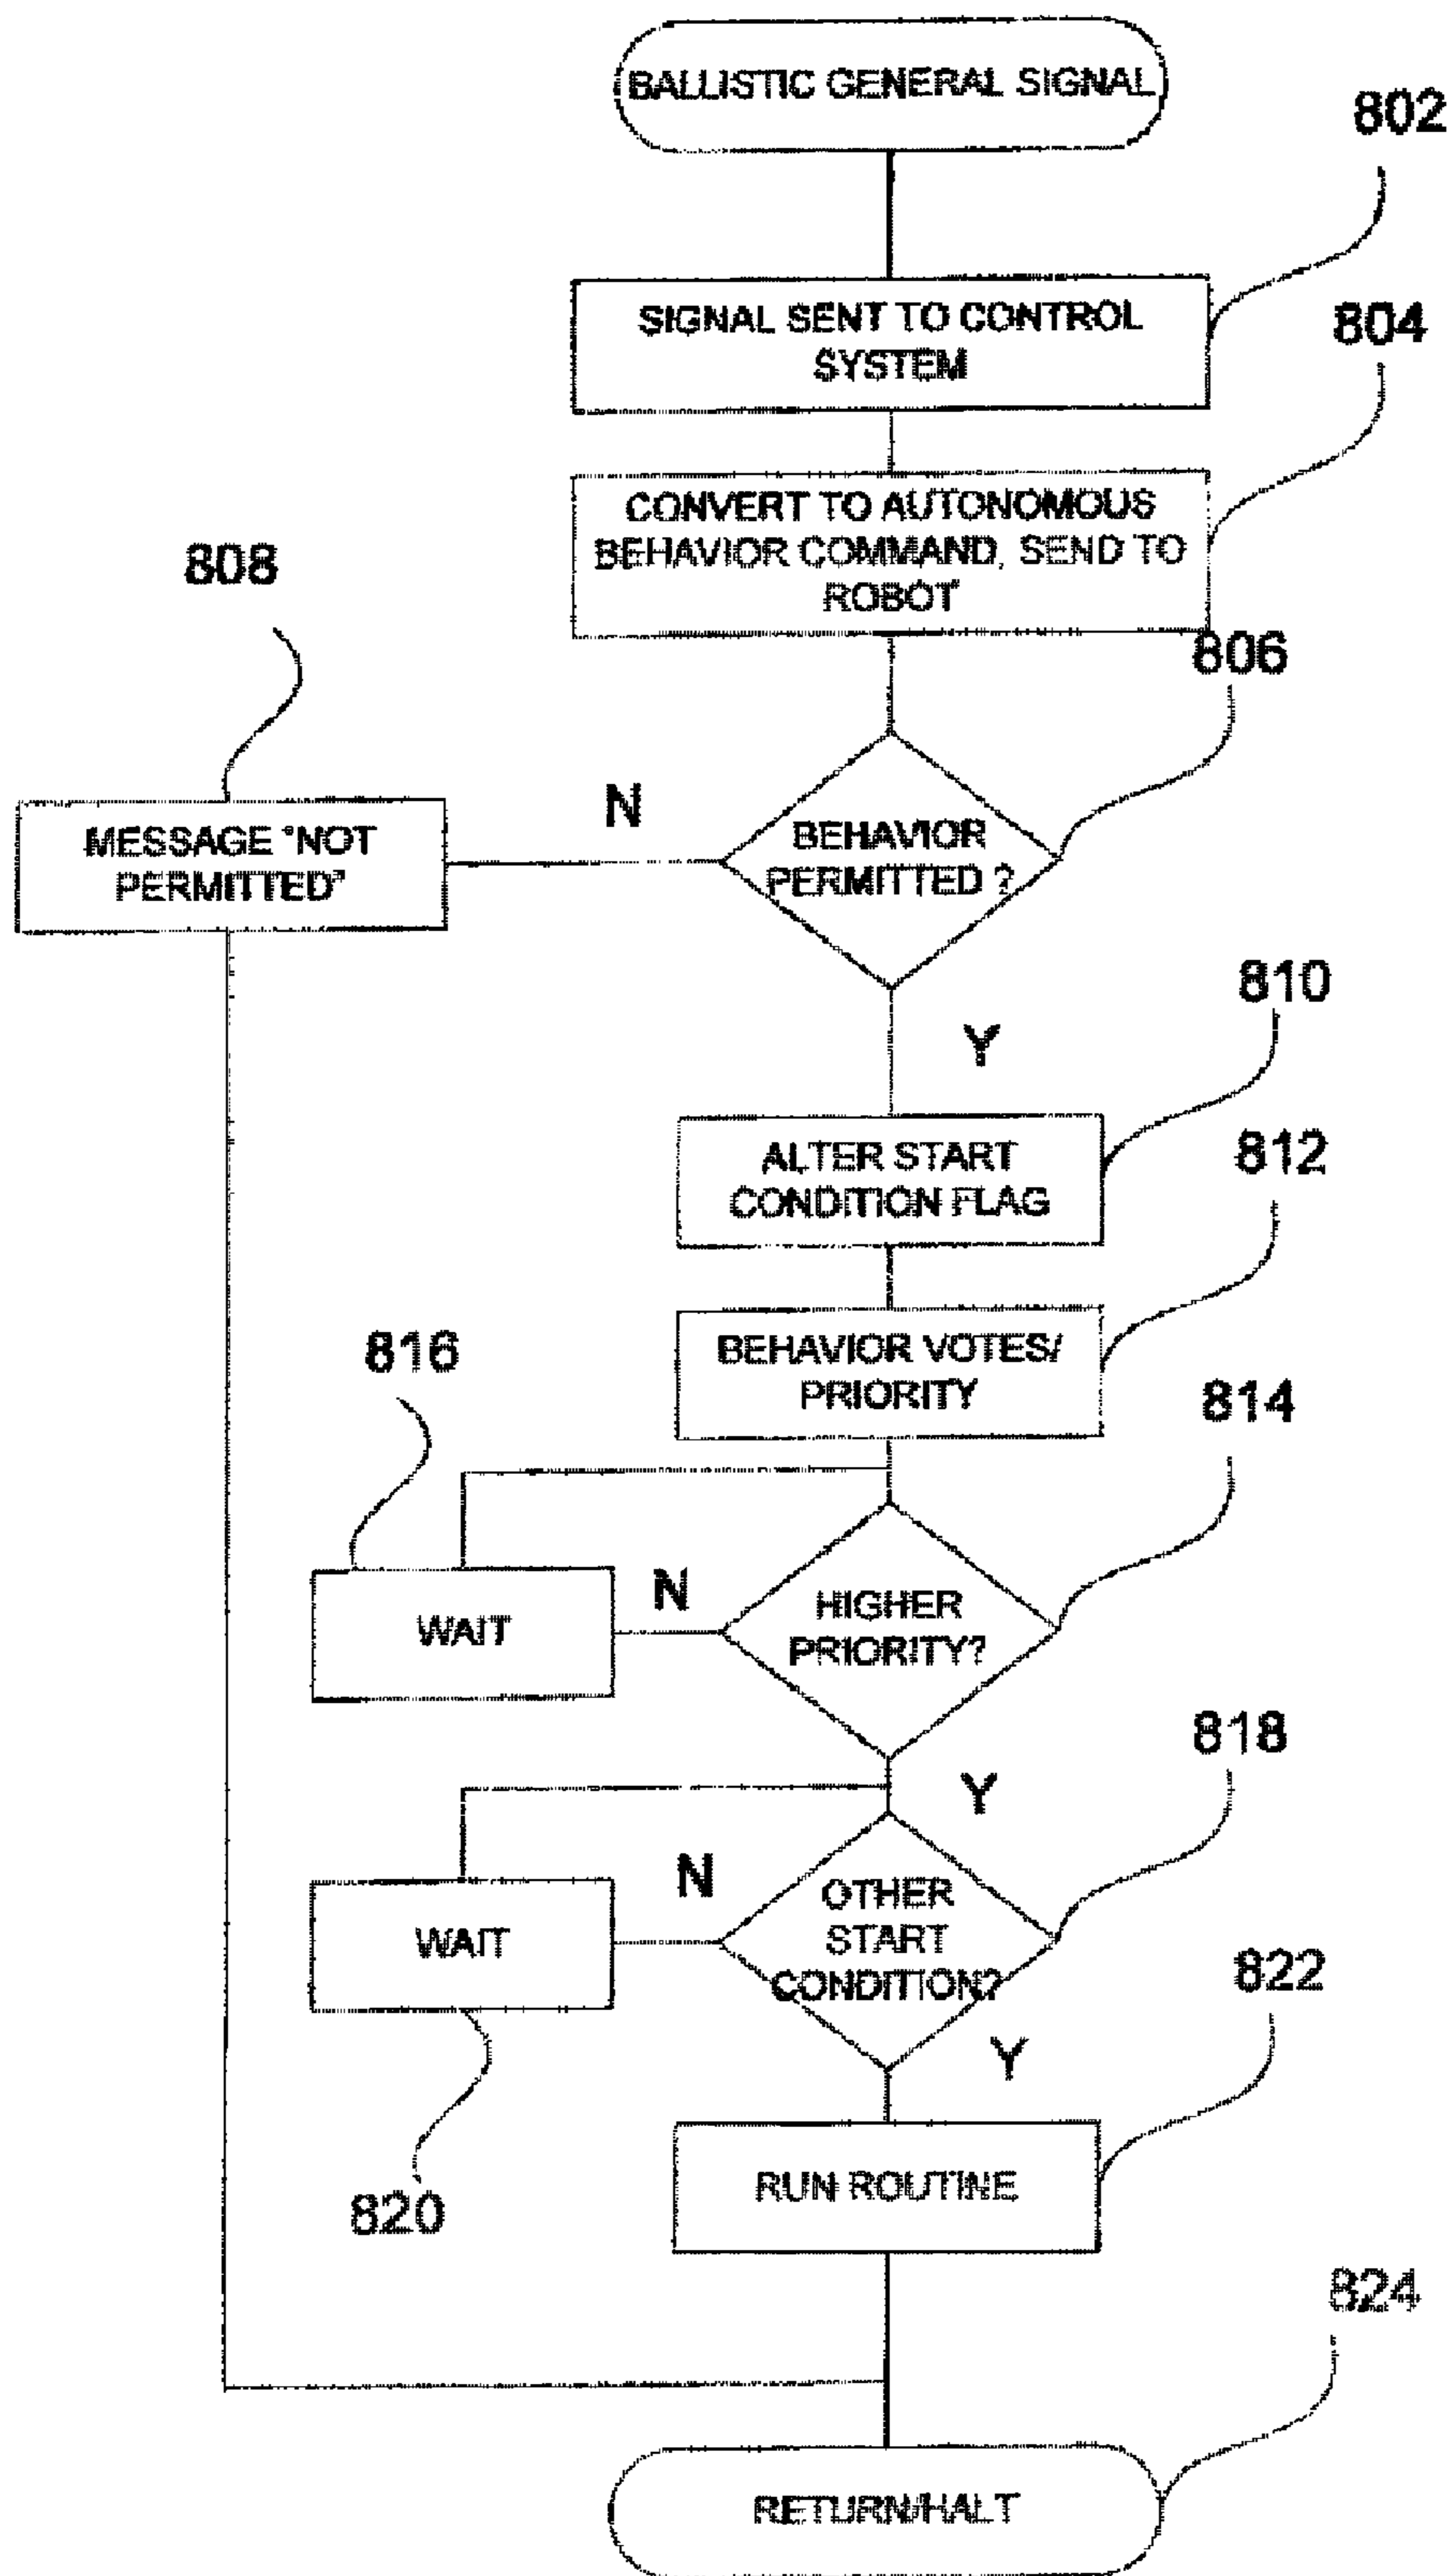 BALLISTIC GENERAL SIGNAL
802
SIGNAL SENT TO CONTROL
SYSTEM
804
CONVERT TO AUTONOMOUS
BEHAVIOR COMMAND, SEND TO
ROBOT
806
808
MESSAGE "NOT
PERMITTED"
N
BEHAVIOR
PERMITTED ?
Y
810
ALTER START
CONDITION FLAG
812
BEHAVIOR VOTES/
PRIORITY
814
816
WAIT
N
HIGHER
PRIORITY?
Y
818
WAIT
N
OTHER
START
CONDITION?
820
Y
822
RUN ROUTINE
824
RETURN/HALT